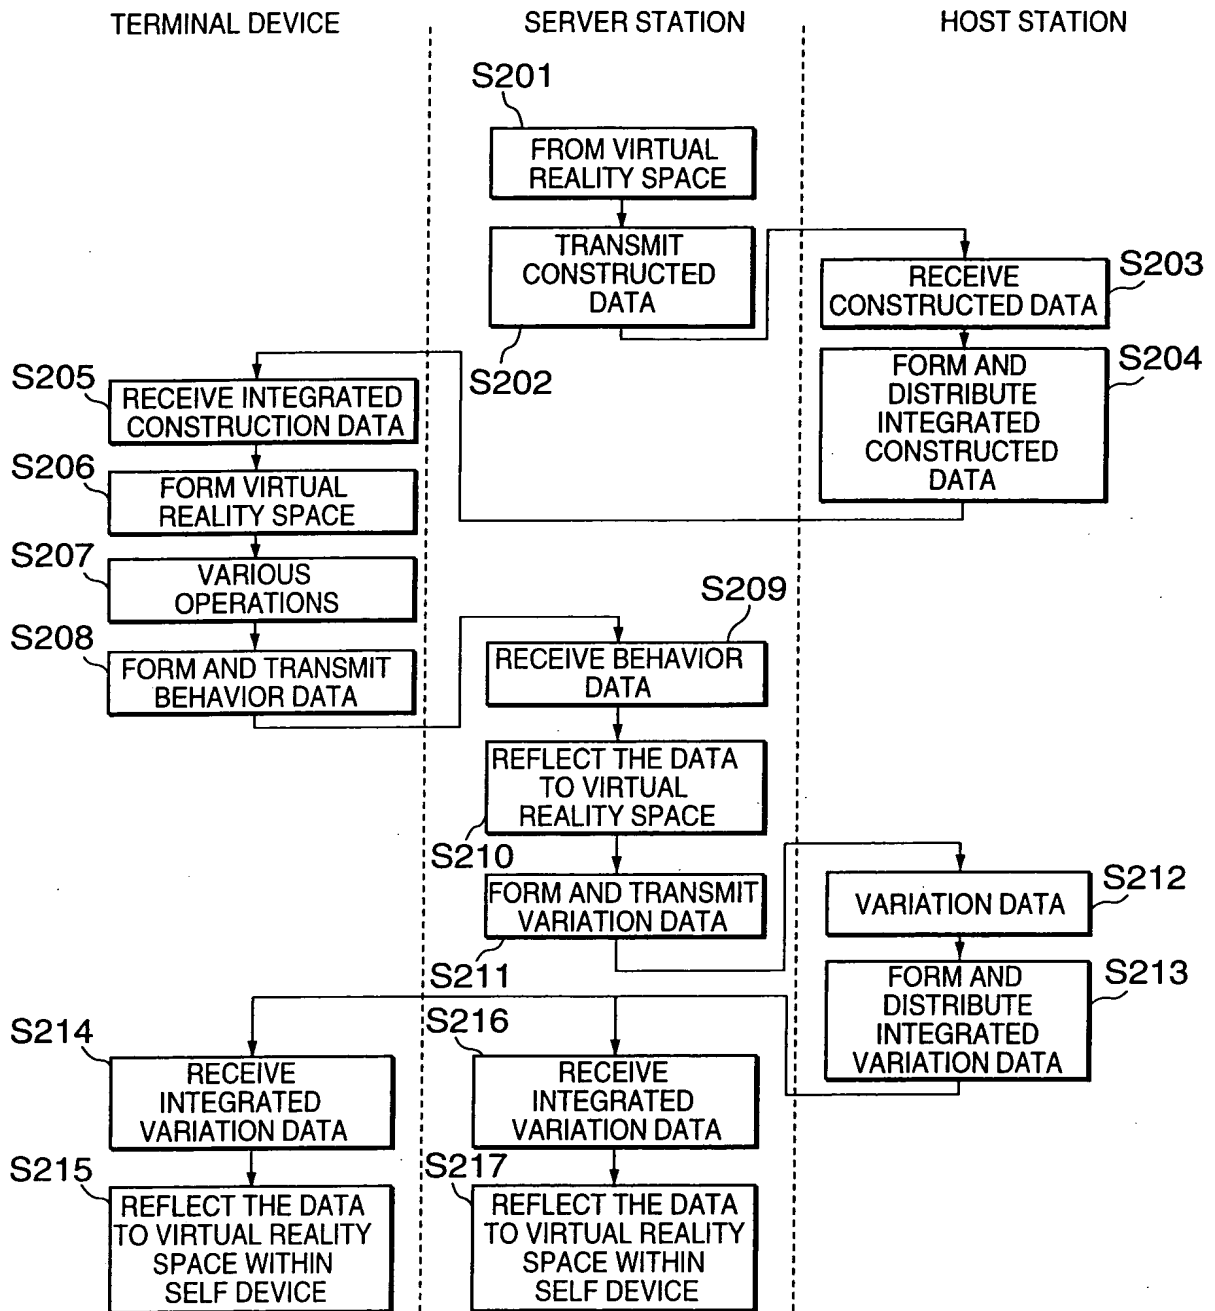 TERMINAL DEVICE
SERVER STATION
HOST STATION
S201
FROM VIRTUAL
REALITY SPACE
TRANSMIT
CONSTRUCTED
DATA
S202
RECEIVE
CONSTRUCTED DATA
S203
FORM AND
DISTRIBUTE
INTEGRATED
CONSTRUCTED
DATA
S204
S205
RECEIVE INTEGRATED
CONSTRUCTION DATA
S206
FORM VIRTUAL
REALITY SPACE
S207
VARIOUS
OPERATIONS
S208
FORM AND TRANSMIT
BEHAVIOR DATA
S209
RECEIVE BEHAVIOR
DATA
REFLECT THE DATA
TO VIRTUAL
REALITY SPACE
S210
FORM AND TRANSMIT
VARIATION DATA
S211
VARIATION DATA
S212
FORM AND
DISTRIBUTE
INTEGRATED
VARIATION DATA
S213
S214
RECEIVE
INTEGRATED
VARIATION DATA
S215
REFLECT THE DATA
TO VIRTUAL REALITY
SPACE WITHIN
SELF DEVICE
S216
RECEIVE
INTEGRATED
VARIATION DATA
S217
REFLECT THE DATA
TO VIRTUAL REALITY
SPACE WITHIN
SELF DEVICE